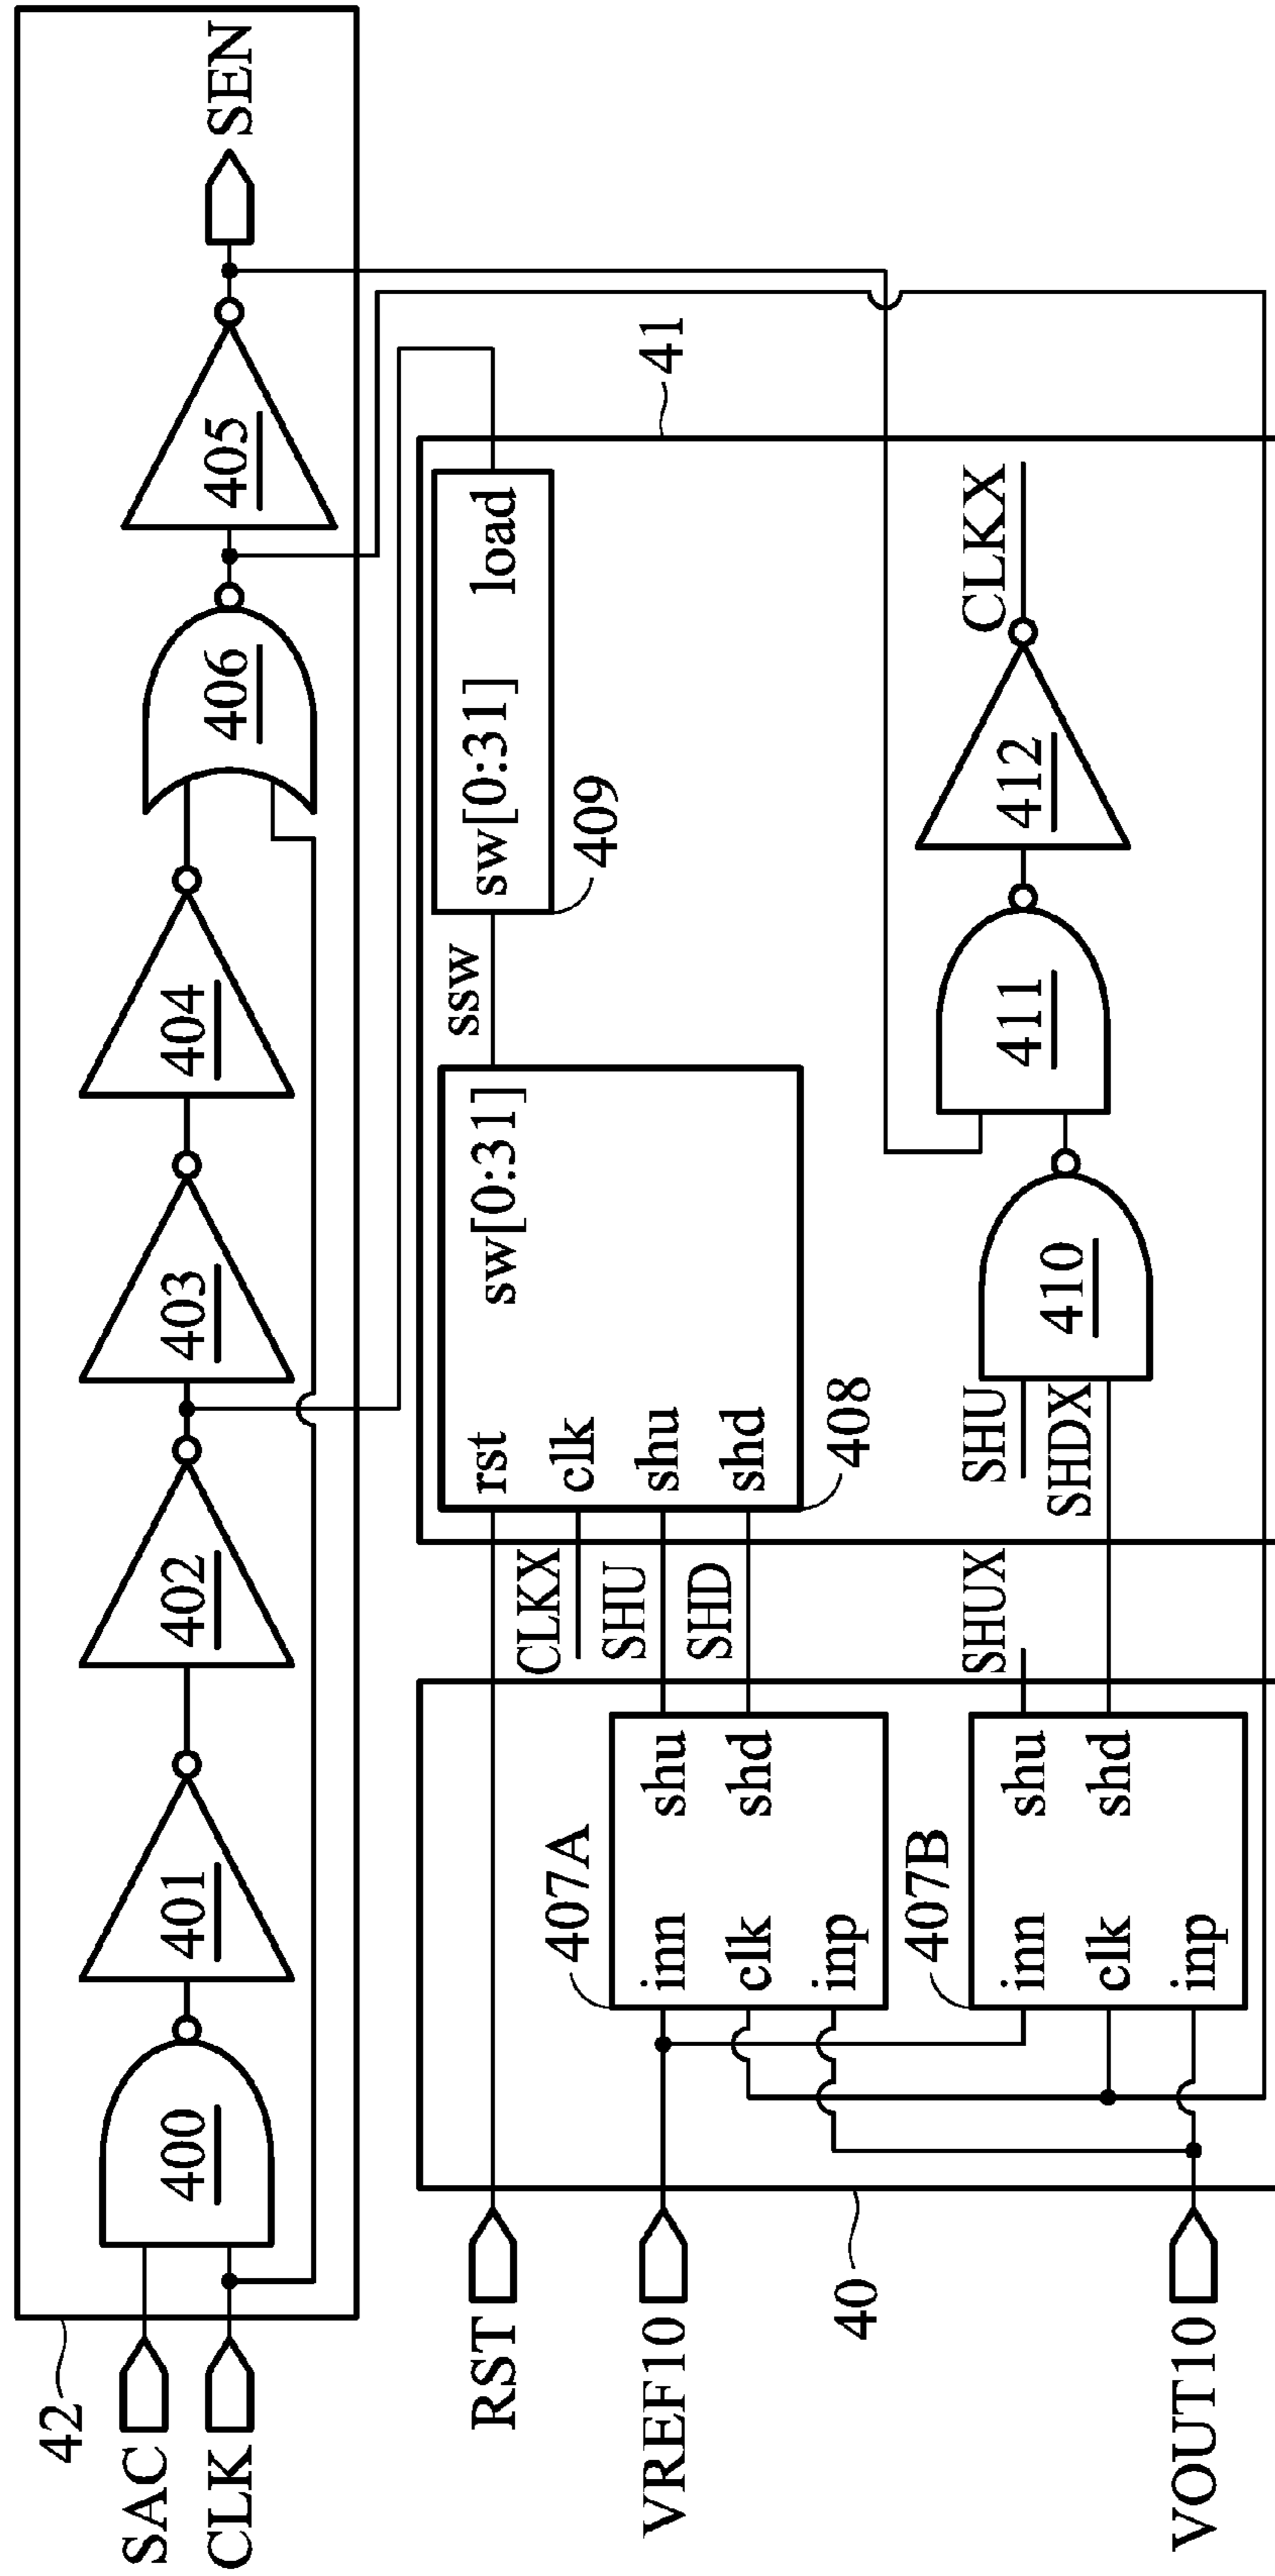 42
SAC
CLK
400
401
402
403
404
406
405
SEN
RST
VREF10
VOUT10
40
407A
inn
clk
inp
shu
shd
407B
inn
clk
inp
shu
shd
CLKX
SHU
SHD
SHUX
rst
clk
shu
shd
sw[0:31]
408
ssw
sw[0:31]
load
409
41
SHU
SHDX
410
411
412
CLKX